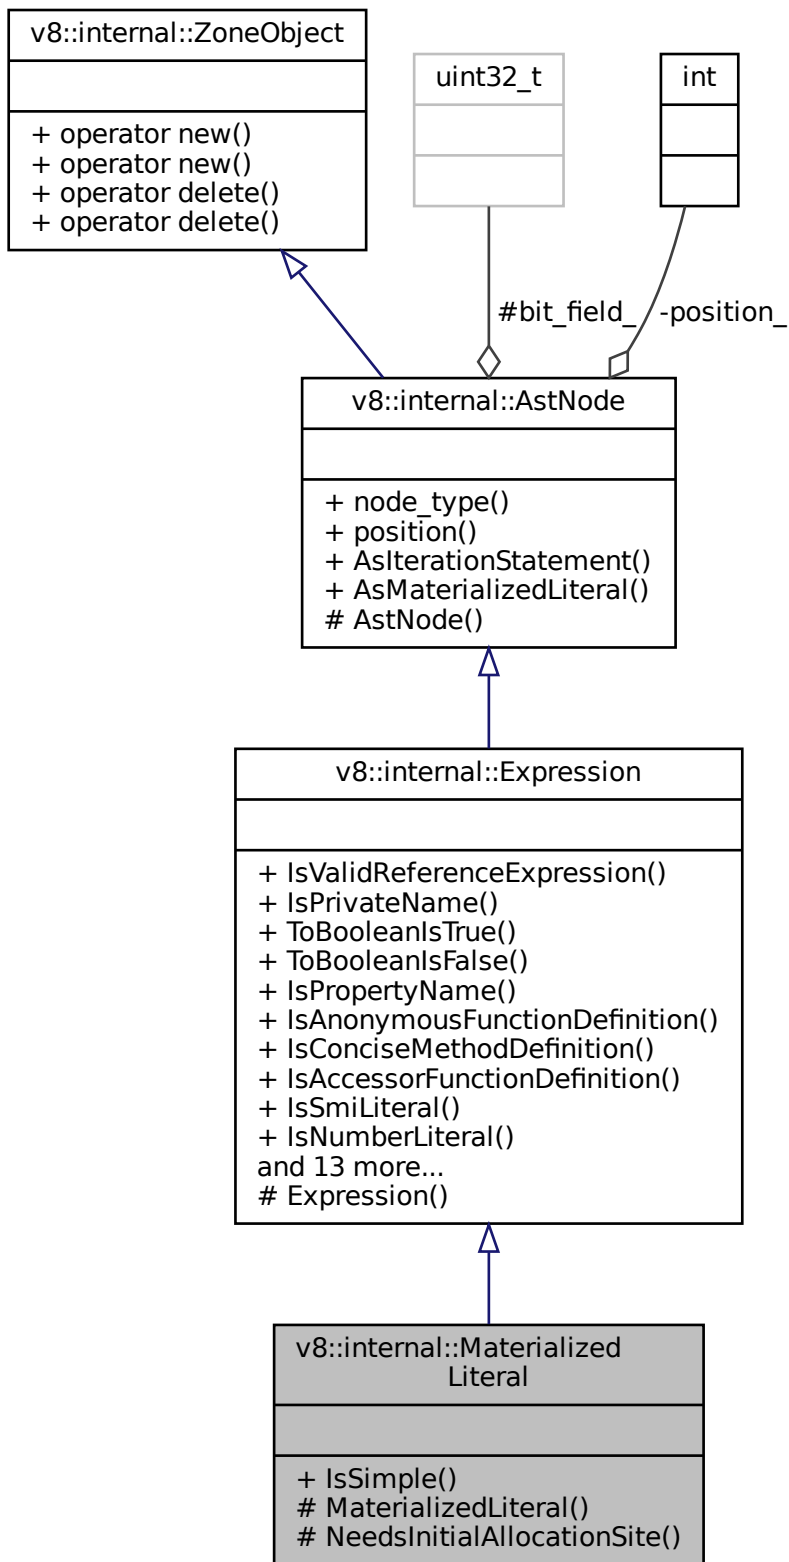 v8::internal::ZoneObject
+ operator new()
+ operator new()
+ operator delete()
+ operator delete()
uint32_t
int
#bit_field_
-position_
v8::internal::AstNode
+ node_type()
+ position()
+ AsIterationStatement()
+ AsMaterializedLiteral()
# AstNode()
v8::internal::Expression
+ IsValidReferenceExpression()
+ IsPrivateName()
+ ToBooleanIsTrue()
+ ToBooleanIsFalse()
+ IsPropertyName()
+ IsAnonymousFunctionDefinition()
+ IsConciseMethodDefinition()
+ IsAccessorFunctionDefinition()
+ IsSmiLiteral()
+ IsNumberLiteral()
and 13 more...
# Expression()
v8::internal::Materialized
Literal
+ IsSimple()
# MaterializedLiteral()
# NeedsInitialAllocationSite()